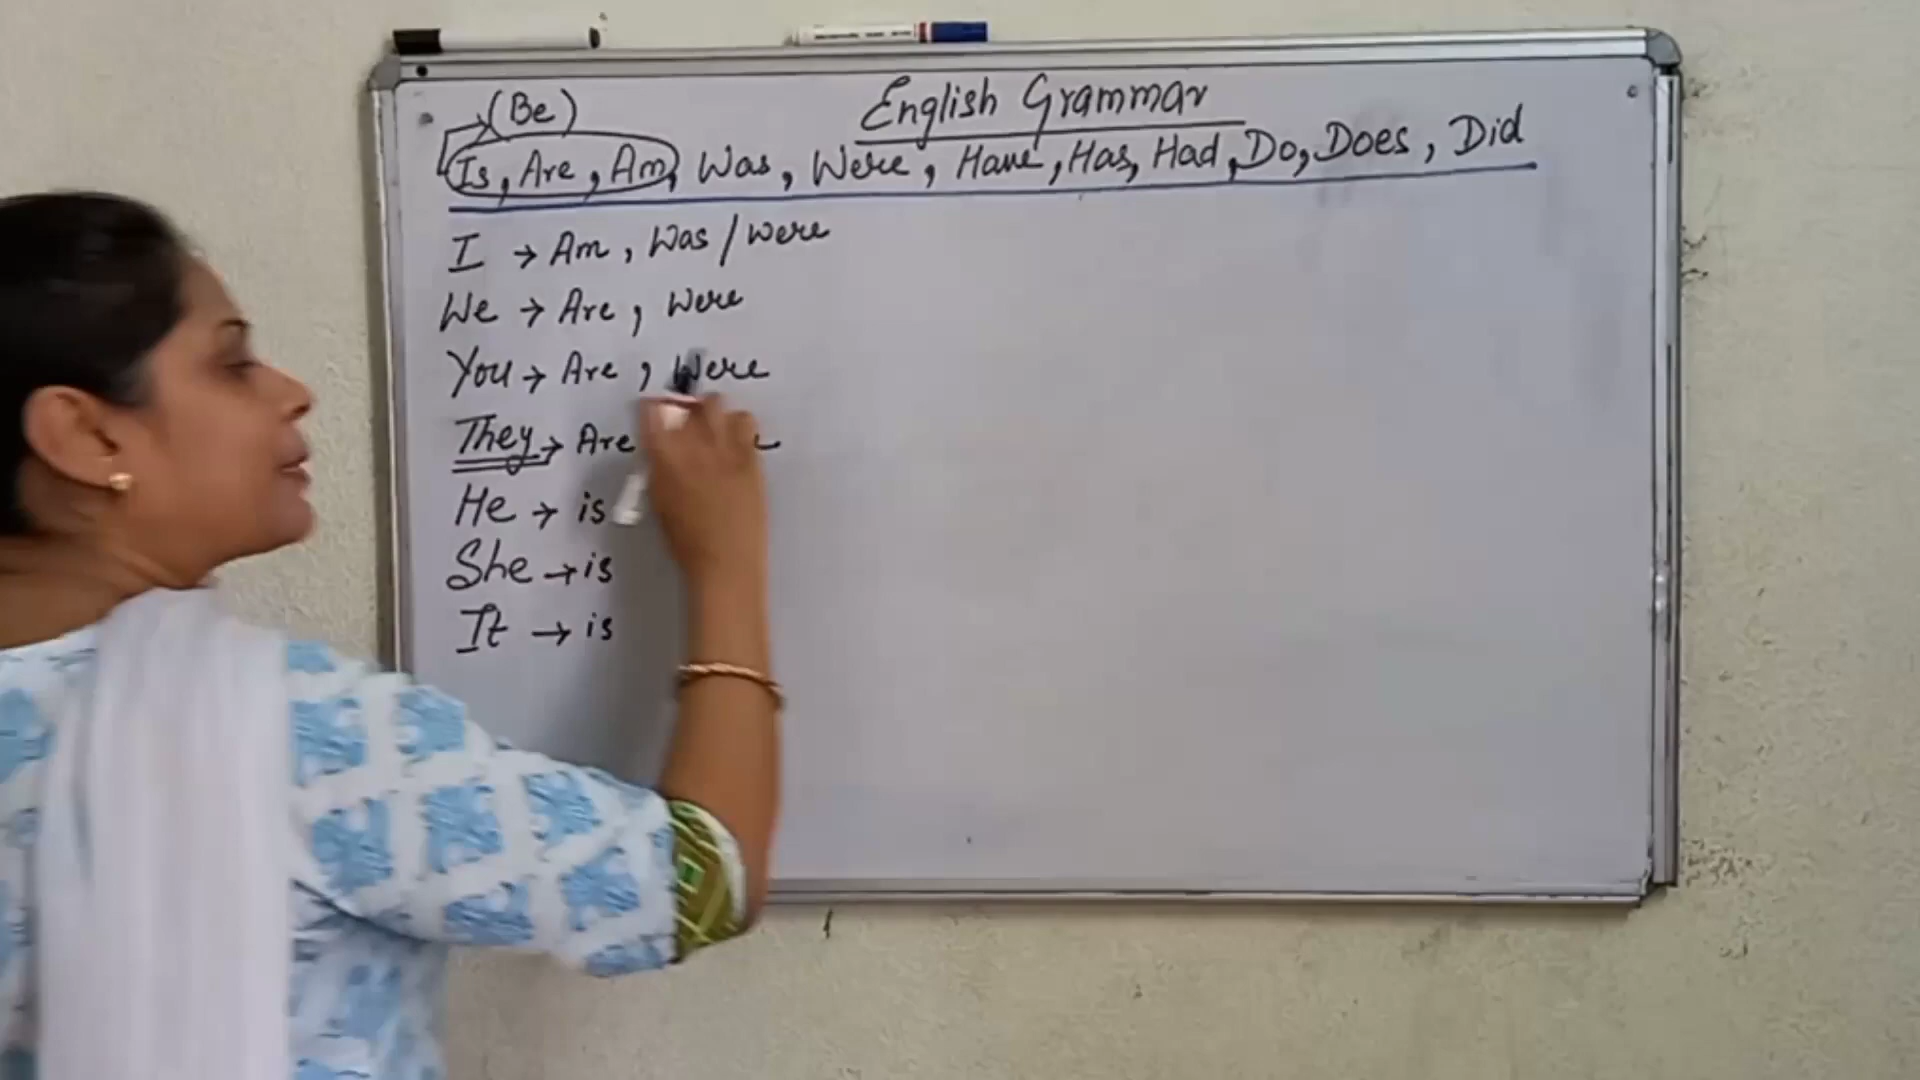 (Be)
English Grammar
Is, Are, Am, Was, Were, Have, Has, Had, Do, Does, Did
I → Am, Was / Were
We → Are, Were
You → Are, Were
They → Are
He → is
She → is
It → is